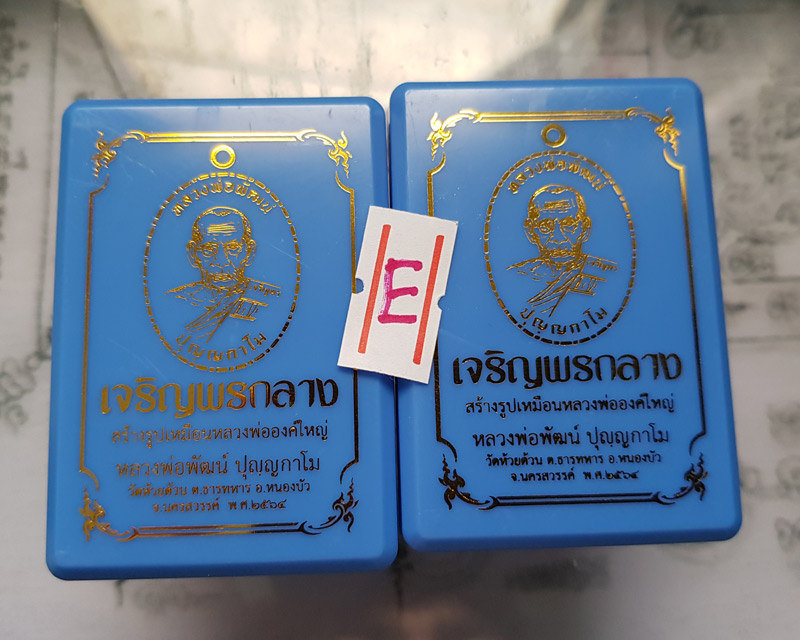 หลวงพ่อพัฒน์
ปุญฺญกาโม
เจริญพรกลาง
สร้างรูปเหมือนหลวงพ่อองค์ใหญ่
หลวงพ่อพัฒน์ ปุญฺญกาโม
วัดห้วยด้วน ต.ธารทหาร อ.หนองบัว
จ.นครสวรรค์ พ.ศ.๒๕๖๔
E
หลวงพ่อพัฒน์
ปุญฺญกาโม
เจริญพรกลาง
สร้างรูปเหมือนหลวงพ่อองค์ใหญ่
หลวงพ่อพัฒน์ ปุญฺญกาโม
วัดห้วยด้วน ต.ธารทหาร อ.หนองบัว
จ.นครสวรรค์ พ.ศ.๒๕๖๔